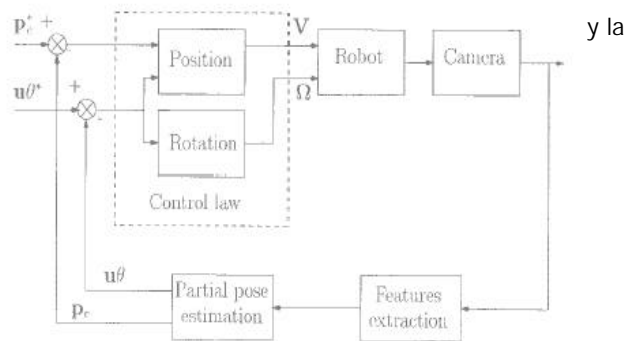 p*c +
y la
V
Position
Robot
Camera
uθ*
+
-
Ω
Rotation
Control law
uθ
Partial pose
estimation
Features
extraction
pc